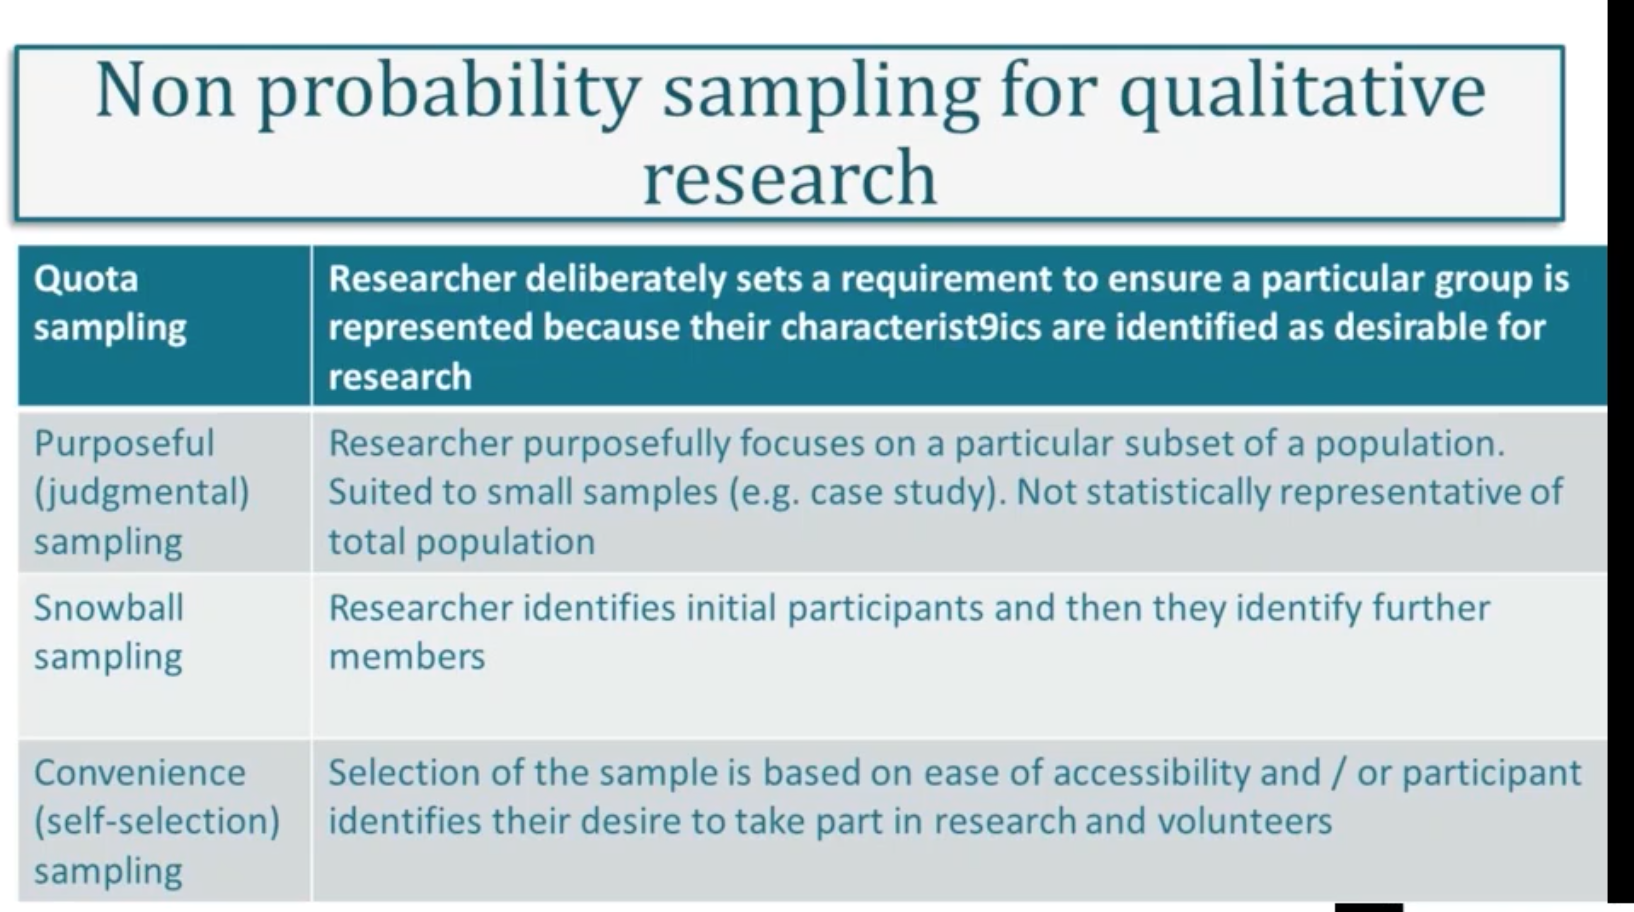 Non probability sampling for qualitative
research
Quota
sampling
Researcher deliberately sets a requirement to ensure a particular group is
represented because their characterist9ics are identified as desirable for
research
Purposeful
(judgmental)
sampling
Researcher purposefully focuses on a particular subset of a population.
Suited to small samples (e.g. case study). Not statistically representative of
total population
Snowball
sampling
Researcher identifies initial participants and then they identify further
members
Convenience
(self-selection)
sampling
Selection of the sample is based on ease of accessibility and / or participant
identifies their desire to take part in research and volunteers